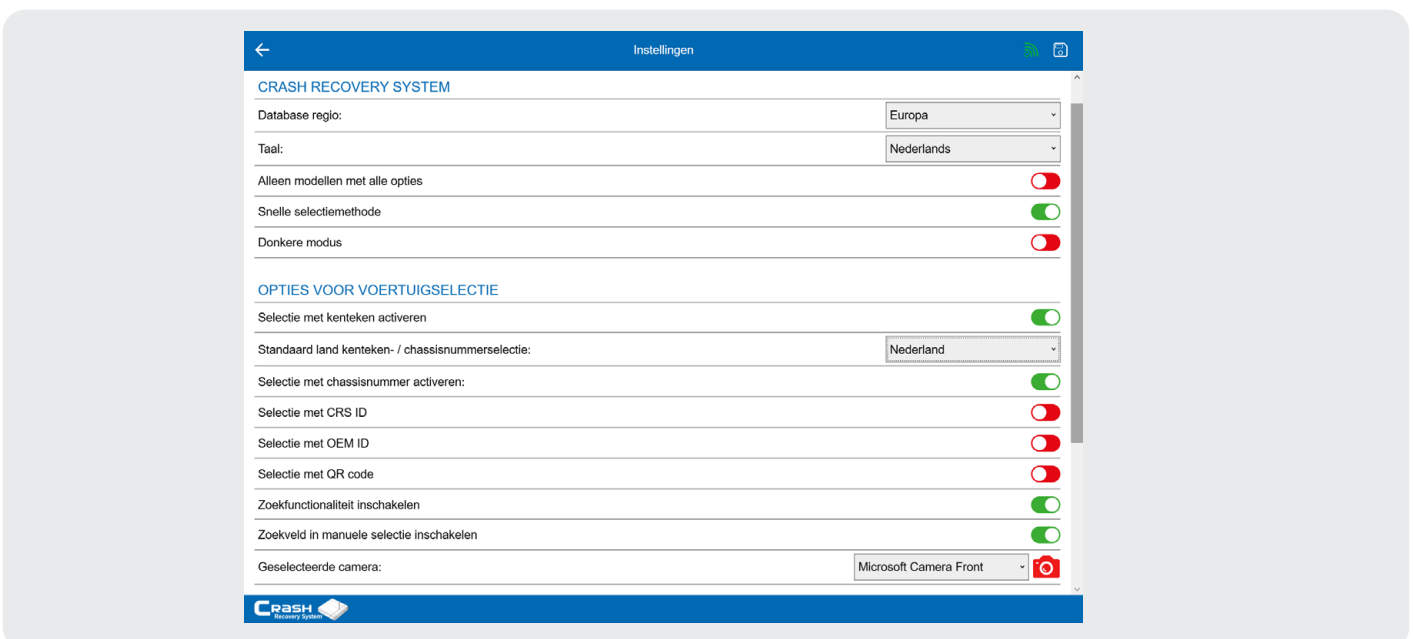 Instellingen
CRASH RECOVERY SYSTEM
Database regio:
Europa
Taal:
Nederlands
Alleen modellen met alle opties
Snelle selectiemethode
Donkere modus
OPTIES VOOR VOERTUIGSELECTIE
Selectie met kenteken activeren
Standaard land kenteken- / chassisnummerselectie:
Nederland
Selectie met chassisnummer activeren:
Selectie met CRS ID
Selectie met OEM ID
Selectie met QR code
Zoekfunctionaliteit inschakelen
Zoekveld in manuele selectie inschakelen
Geselecteerde camera:
Microsoft Camera Front
CRASH
Recovery System